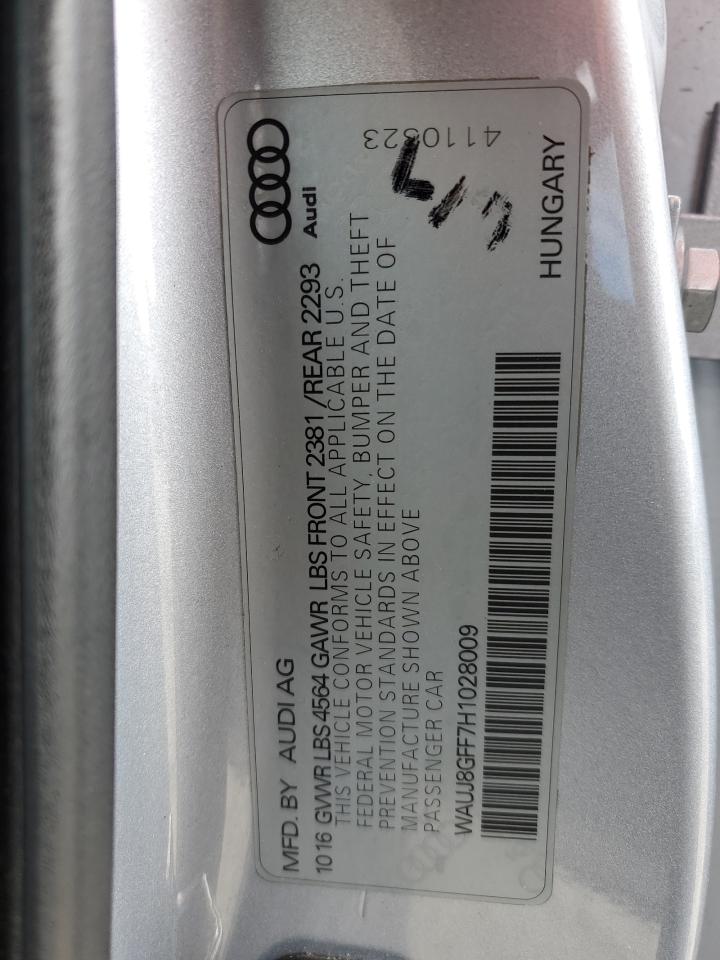 MFD. BY AUDI AG
Audi
10 16 GVWR LBS 4564 GAWR LBS FRONT 2381 /REAR 2293
THIS VEHICLE CONFORMS TO ALL APPLICABLE U.S.
FEDERAL MOTOR VEHICLE SAFETY, BUMPER AND THEFT
PREVENTION STANDARDS IN EFFECT ON THE DATE OF
MANUFACTURE SHOWN ABOVE
PASSENGER CAR
WAUJ8GFF7H1028009
HUNGARY